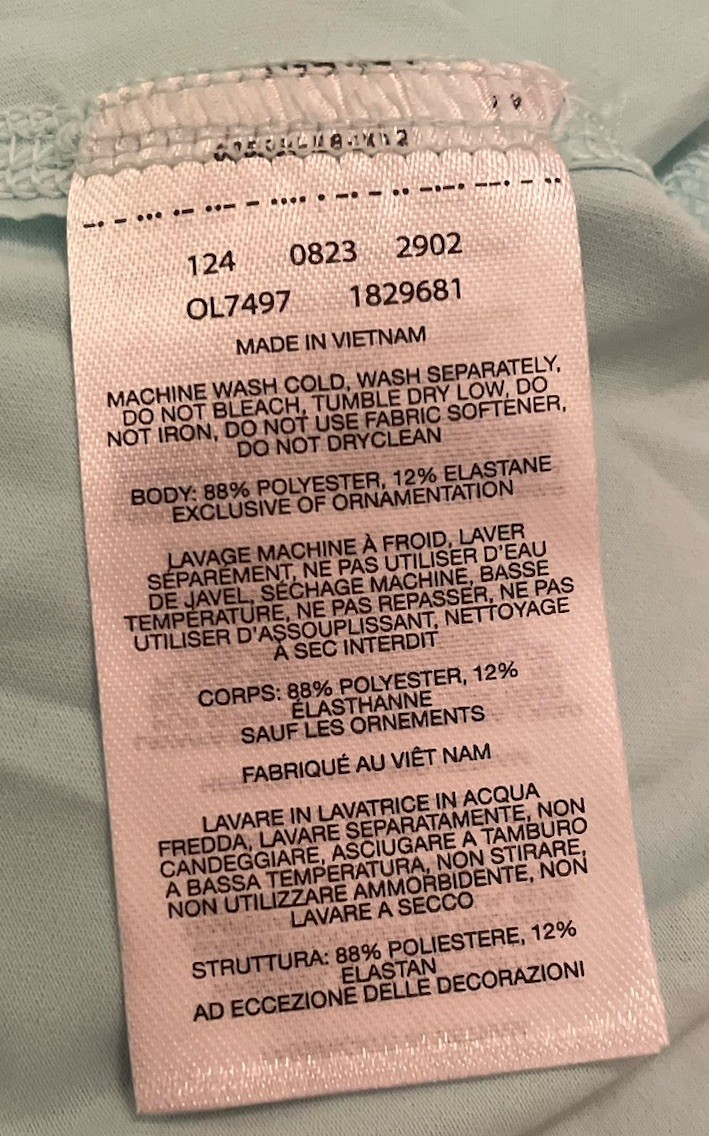 124 0823 2902
OL7497 1829681
MADE IN VIETNAM
MACHINE WASH COLD, WASH SEPARATELY,
DO NOT BLEACH, TUMBLE DRY LOW, DO
NOT IRON, DO NOT USE FABRIC SOFTENER,
DO NOT DRYCLEAN
BODY: 88% POLYESTER, 12% ELASTANE
EXCLUSIVE OF ORNAMENTATION
LAVAGE MACHINE À FROID, LAVER
SÉPARÉMENT, NE PAS UTILISER D'EAU
DE JAVEL, SÉCHAGE MACHINE, BASSE
TEMPÉRATURE, NE PAS REPASSER, NE PAS
UTILISER D'ASSOUPLISSANT, NETTOYAGE
À SEC INTERDIT
CORPS: 88% POLYESTER, 12%
ÉLASTHANNE
SAUF LES ORNEMENTS
FABRIQUÉ AU VIÊT NAM
LAVARE IN LAVATRICE IN ACQUA
FREDDA, LAVARE SEPARATAMENTE, NON
CANDEGGIARE, ASCIUGARE A TAMBURO
A BASSA TEMPERATURA, NON STIRARE,
NON UTILIZZARE AMMORBIDENTE, NON
LAVARE A SECCO
STRUTTURA: 88% POLIESTERE, 12%
ELASTAN
AD ECCEZIONE DELLE DECORAZIONI